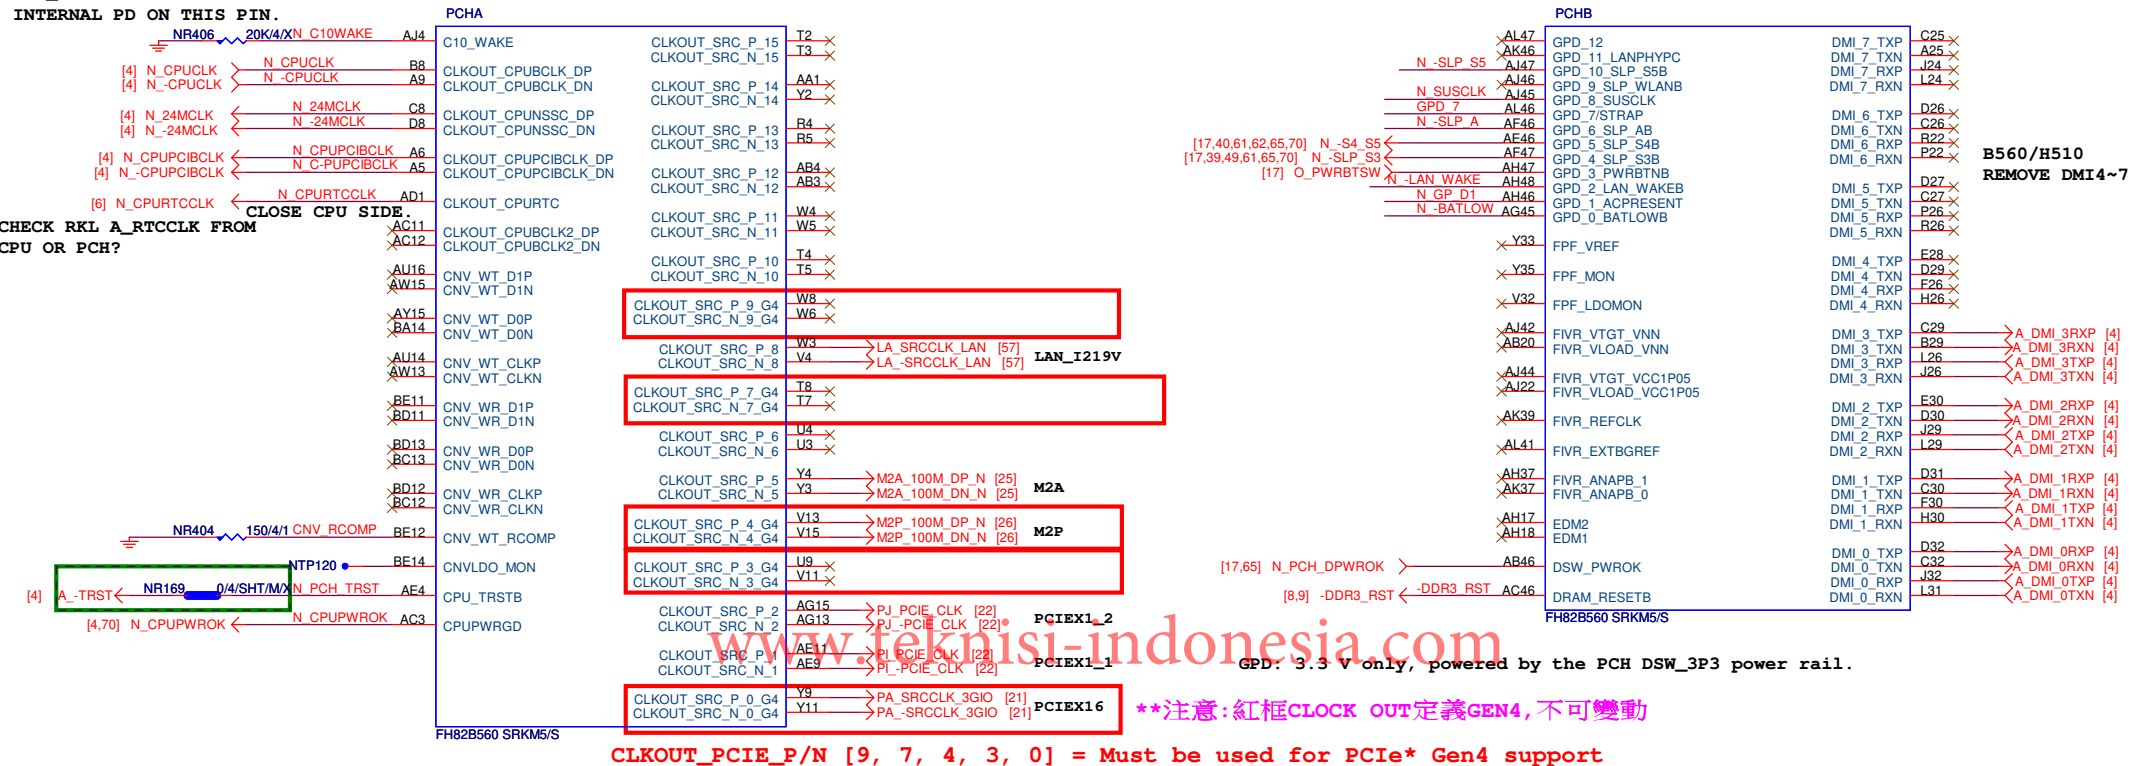 INTERNAL PD ON THIS PIN.
PCHA
NR406 20K/4/X N_C10WAKE AJ4 C10_WAKE
[4] N_CPUCLK N_CPUCLK B8 CLKOUT_CPUBCLK_DP
[4] N_-CPUCLK N_-CPUCLK A9 CLKOUT_CPUBCLK_DN
[4] N_24MCLK N_24MCLK C8 CLKOUT_CPUNSSC_DP
[4] N_-24MCLK N_-24MCLK D8 CLKOUT_CPUNSSC_DN
[4] N_CPUPCIBCLK N_CPUPCIBCLK A6 CLKOUT_CPUPCIBCLK_DP
[4] N_-CPUPCIBCLK N_C-PUPCIBCLK A5 CLKOUT_CPUPCIBCLK_DN
[6] N_CPURTCCLK N_CPURTCCLK AD1 CLKOUT_CPURTC
CLOSE CPU SIDE.
CHECK RKL A_RTCCLK FROM
CPU OR PCH?
AC11 CLKOUT_CPUBCLK2_DP
AC12 CLKOUT_CPUBCLK2_DN
AU16 CNV_WT_D1P
AW15 CNV_WT_D1N
AY15 CNV_WT_D0P
BA14 CNV_WT_D0N
AU14 CNV_WT_CLKP
AW13 CNV_WT_CLKN
BE11 CNV_WR_D1P
BD11 CNV_WR_D1N
BD13 CNV_WR_D0P
BC13 CNV_WR_D0N
BD12 CNV_WR_CLKP
BC12 CNV_WR_CLKN
NR404 150/4/1 CNV_RCOMP BE12 CNV_WT_RCOMP
NTP120 BE14 CNVLDO_MON
[4] A_-TRST NR169 0/4/SHT/M/X N_PCH_TRST AE4 CPU_TRSTB
[4,70] N_CPUPWROK N_CPUPWROK AC3 CPUPWRGD
CLKOUT_SRC_P_15 T2
CLKOUT_SRC_N_15 T3
CLKOUT_SRC_P_14 AA1
CLKOUT_SRC_N_14 Y2
CLKOUT_SRC_P_13 R4
CLKOUT_SRC_N_13 R5
CLKOUT_SRC_P_12 AB4
CLKOUT_SRC_N_12 AB3
CLKOUT_SRC_P_11 W4
CLKOUT_SRC_N_11 W5
CLKOUT_SRC_P_10 T4
CLKOUT_SRC_N_10 T5
CLKOUT_SRC_P_9_G4 W8
CLKOUT_SRC_N_9_G4 W6
CLKOUT_SRC_P_8 W3 LA_SRCCLK_LAN [57]
CLKOUT_SRC_N_8 V4 LA_-SRCCLK_LAN [57]
LAN_I219V
CLKOUT_SRC_P_7_G4 T8
CLKOUT_SRC_N_7_G4 T7
CLKOUT_SRC_P_6 U4
CLKOUT_SRC_N_6 U3
CLKOUT_SRC_P_5 Y4 M2A_100M_DP_N [25]
CLKOUT_SRC_N_5 Y3 M2A_100M_DN_N [25]
M2A
CLKOUT_SRC_P_4_G4 V13 M2P_100M_DP_N [26]
CLKOUT_SRC_N_4_G4 V15 M2P_100M_DN_N [26]
M2P
CLKOUT_SRC_P_3_G4 U9
CLKOUT_SRC_N_3_G4 V11
CLKOUT_SRC_P_2 AG15 PJ_PCIE_CLK [22]
CLKOUT_SRC_N_2 AG13 PJ_-PCIE_CLK [22]
PCIEX1_2
CLKOUT_SRC_P_1 AE11 PI_PCIE_CLK [22]
CLKOUT_SRC_N_1 AE9 PI_-PCIE_CLK [22]
PCIEX1_1
CLKOUT_SRC_P_0_G4 Y9 PA_SRCCLK_3GIO [21]
CLKOUT_SRC_N_0_G4 Y11 PA_-SRCCLK_3GIO [21]
PCIEX16
FH82B560 SRKM5/S
PCHB
AL47 GPD_12
AK46 GPD_11_LANPHYPC
N_-SLP_S5 AJ47 GPD_10_SLP_S5B
AJ46 GPD_9_SLP_WLANB
N_SUSCLK AJ45 GPD_8_SUSCLK
GPD_7 AL46 GPD_7/STRAP
N_-SLP_A AF46 GPD_6_SLP_AB
[17,40,61,62,65,70] N_-S4_S5 AE46 GPD_5_SLP_S4B
[17,39,49,61,65,70] N_-SLP_S3 AF47 GPD_4_SLP_S3B
[17] O_PWRBTSW AH47 GPD_3_PWRBTNB
N_-LAN_WAKE AH48 GPD_2_LAN_WAKEB
N_GP_D1 AH46 GPD_1_ACPRESENT
N_-BATLOW AG45 GPD_0_BATLOWB
Y33 FPF_VREF
Y35 FPF_MON
V32 FPF_LDOMON
AJ42 FIVR_VTGT_VNN
AB20 FIVR_VLOAD_VNN
AJ44 FIVR_VTGT_VCC1P05
AJ22 FIVR_VLOAD_VCC1P05
AK39 FIVR_REFCLK
AL41 FIVR_EXTBGREF
AH37 FIVR_ANAPB_1
AK37 FIVR_ANAPB_0
AH17 EDM2
AH18 EDM1
[17,65] N_PCH_DPWROK AB46 DSW_PWROK
[8,9] -DDR3_RST -DDR3_RST AC46 DRAM_RESETB
DMI_7_TXP C25
DMI_7_TXN A25
DMI_7_RXP J24
DMI_7_RXN L24
DMI_6_TXP D26
DMI_6_TXN C26
DMI_6_RXP R22
DMI_6_RXN P22
B560/H510
REMOVE DMI4~7
DMI_5_TXP D27
DMI_5_TXN C27
DMI_5_RXP P26
DMI_5_RXN R26
DMI_4_TXP E28
DMI_4_TXN D29
DMI_4_RXP F26
DMI_4_RXN H26
DMI_3_TXP C29 A_DMI_3RXP [4]
DMI_3_TXN B29 A_DMI_3RXN [4]
DMI_3_RXP L26 A_DMI_3TXP [4]
DMI_3_RXN J26 A_DMI_3TXN [4]
DMI_2_TXP E30 A_DMI_2RXP [4]
DMI_2_TXN D30 A_DMI_2RXN [4]
DMI_2_RXP J29 A_DMI_2TXP [4]
DMI_2_RXN L29 A_DMI_2TXN [4]
DMI_1_TXP D31 A_DMI_1RXP [4]
DMI_1_TXN C30 A_DMI_1RXN [4]
DMI_1_RXP F30 A_DMI_1TXP [4]
DMI_1_RXN H30 A_DMI_1TXN [4]
DMI_0_TXP D32 A_DMI_0RXP [4]
DMI_0_TXN C32 A_DMI_0RXN [4]
DMI_0_RXP J32 A_DMI_0TXP [4]
DMI_0_RXN L31 A_DMI_0TXN [4]
FH82B560 SRKM5/S
www.teknisi-indonesia.com
GPD: 3.3 V only, powered by the PCH DSW_3P3 power rail.
**注意:紅框CLOCK OUT定義GEN4,不可變動
CLKOUT_PCIE_P/N [9, 7, 4, 3, 0] = Must be used for PCIe* Gen4 support